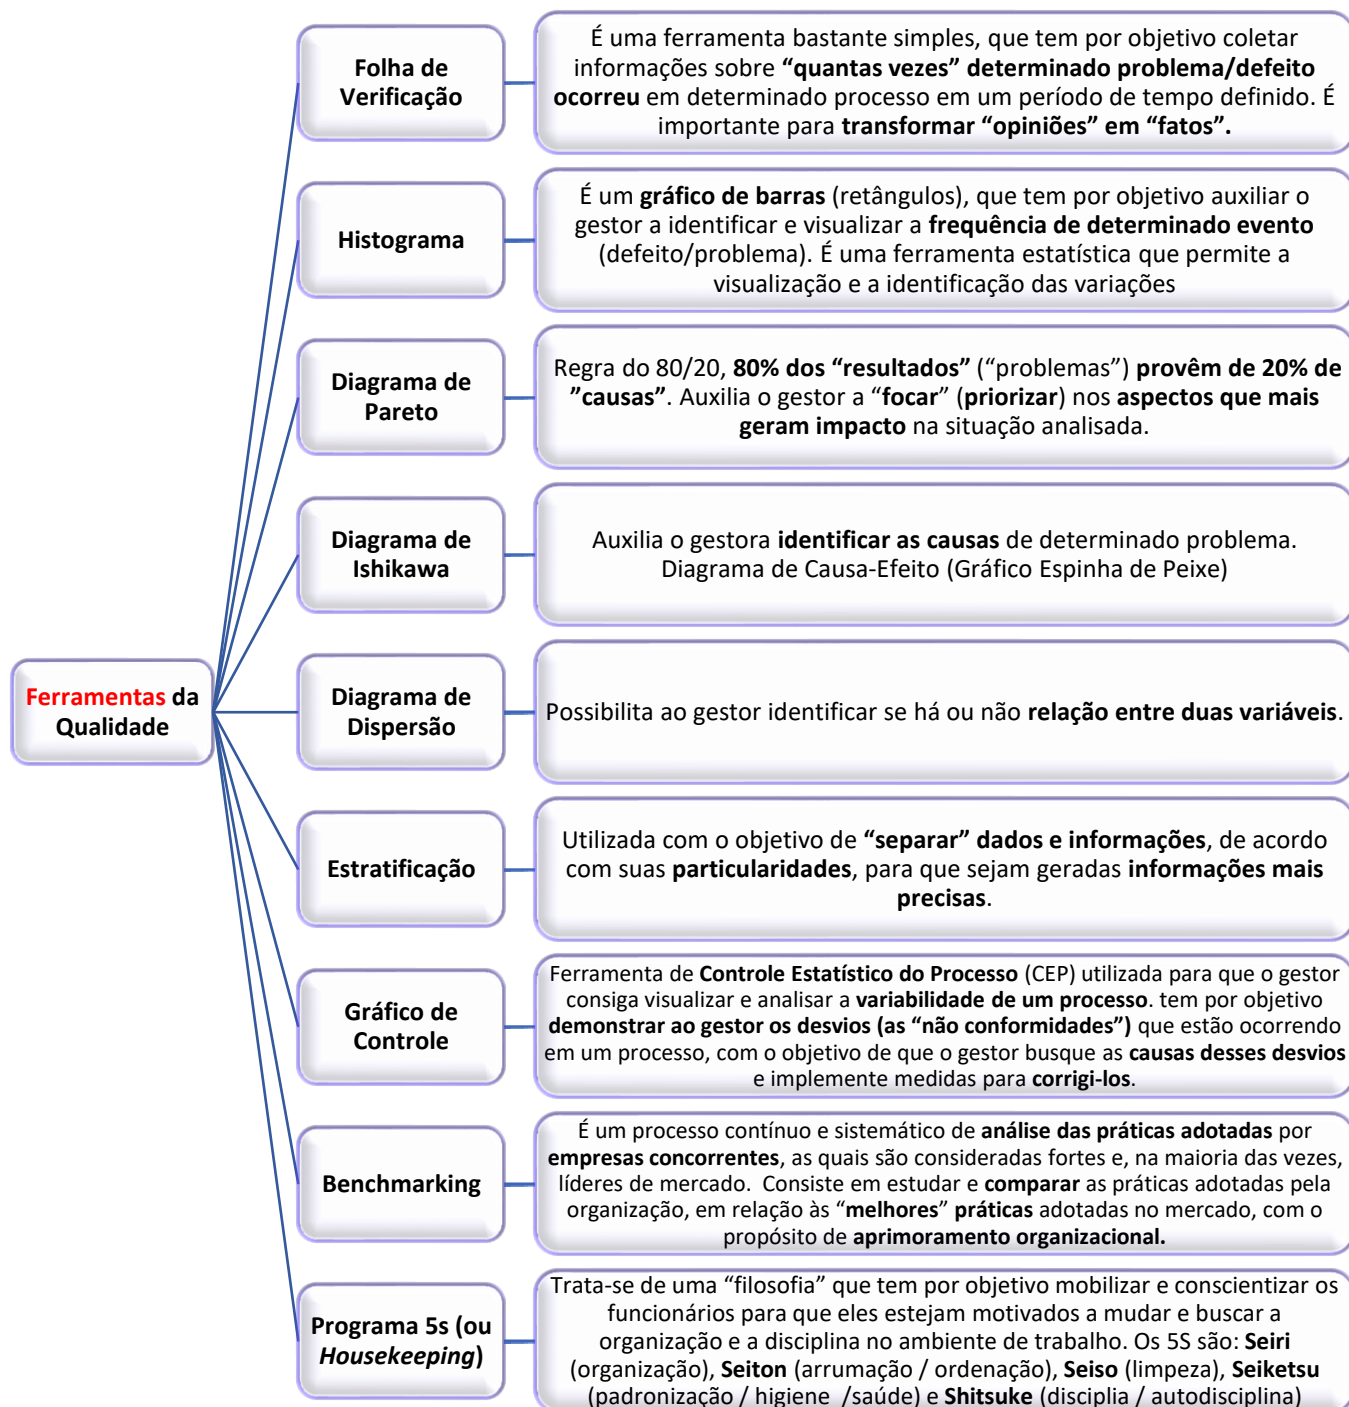 Folha de
Verificação
É uma ferramenta bastante simples, que tem por objetivo coletar
informações sobre “quantas vezes” determinado problema/defeito
ocorreu em determinado processo em um período de tempo definido. É
importante para transformar “opiniões” em “fatos”.
Histograma
É um gráfico de barras (retângulos), que tem por objetivo auxiliar o
gestor a identificar e visualizar a frequência de determinado evento
(defeito/problema). É uma ferramenta estatística que permite a
visualização e a identificação das variações
Diagrama de
Pareto
Regra do 80/20, 80% dos “resultados” (“problemas”) provêm de 20% de
”causas”. Auxilia o gestor a “focar” (priorizar) nos aspectos que mais
geram impacto na situação analisada.
Diagrama de
Ishikawa
Auxilia o gestora identificar as causas de determinado problema.
Diagrama de Causa-Efeito (Gráfico Espinha de Peixe)
Ferramentas da
Qualidade
Diagrama de
Dispersão
Possibilita ao gestor identificar se há ou não relação entre duas variáveis.
Estratificação
Utilizada com o objetivo de “separar” dados e informações, de acordo
com suas particularidades, para que sejam geradas informações mais
precisas.
Gráfico de
Controle
Ferramenta de Controle Estatístico do Processo (CEP) utilizada para que o gestor
consiga visualizar e analisar a variabilidade de um processo. tem por objetivo
demonstrar ao gestor os desvios (as “não conformidades”) que estão ocorrendo
em um processo, com o objetivo de que o gestor busque as causas desses desvios
e implemente medidas para corrigi-los.
Benchmarking
É um processo contínuo e sistemático de análise das práticas adotadas por
empresas concorrentes, as quais são consideradas fortes e, na maioria das vezes,
líderes de mercado. Consiste em estudar e comparar as práticas adotadas pela
organização, em relação às “melhores” práticas adotadas no mercado, com o
propósito de aprimoramento organizacional.
Programa 5s (ou
Housekeeping)
Trata-se de uma “filosofia” que tem por objetivo mobilizar e conscientizar os
funcionários para que eles estejam motivados a mudar e buscar a
organização e a disciplina no ambiente de trabalho. Os 5S são: Seiri
(organização), Seiton (arrumação / ordenação), Seiso (limpeza), Seiketsu
(padronização / higiene /saúde) e Shitsuke (disciplia / autodisciplina)